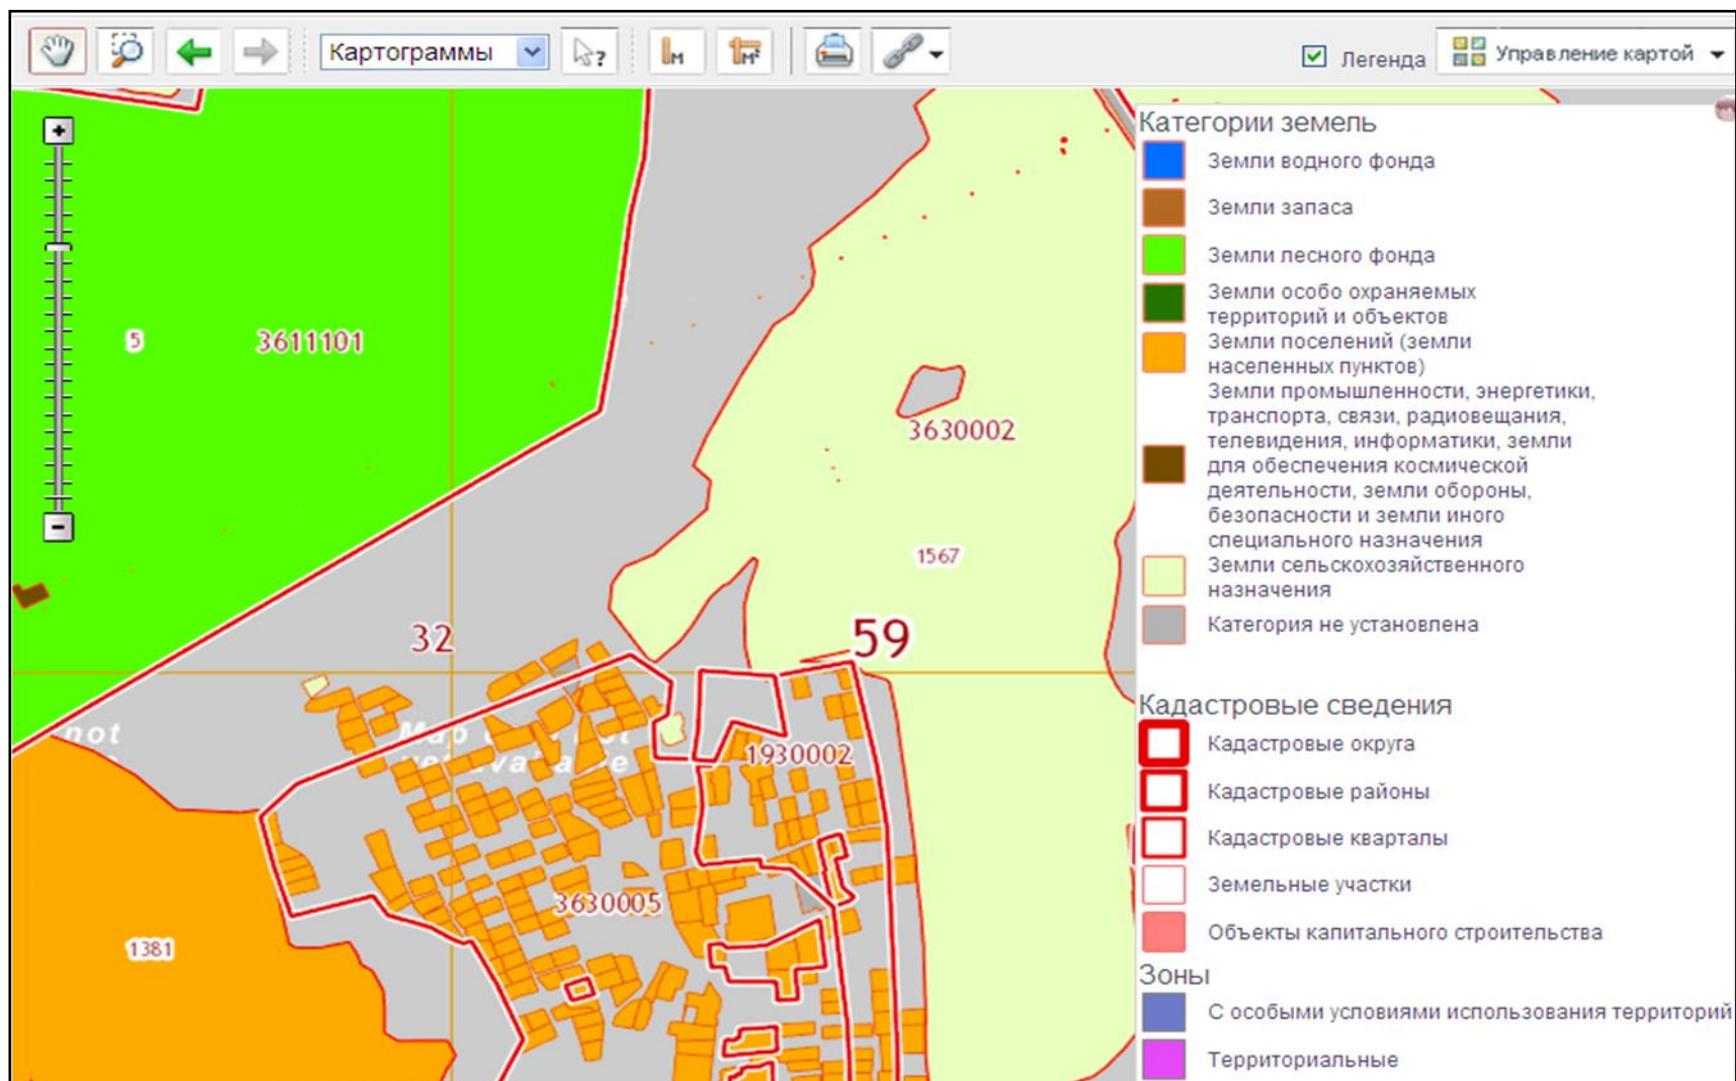 Картограммы
?
М
М²
Легенда
Управление картой
+
-
Категории земель
Земли водного фонда
Земли запаса
Земли лесного фонда
Земли особо охраняемых
территорий и объектов
Земли поселений (земли
населенных пунктов)
Земли промышленности, энергетики,
транспорта, связи, радиовещания,
телевидения, информатики, земли
для обеспечения космической
деятельности, земли обороны,
безопасности и земли иного
специального назначения
Земли сельскохозяйственного
назначения
Категория не установлена
Кадастровые сведения
Кадастровые округа
Кадастровые районы
Кадастровые кварталы
Земельные участки
Объекты капитального строительства
Зоны
С особыми условиями использования территорий
Территориальные
5
3611101
3630002
1567
32
59
not
Map
1930002
3630005
1381